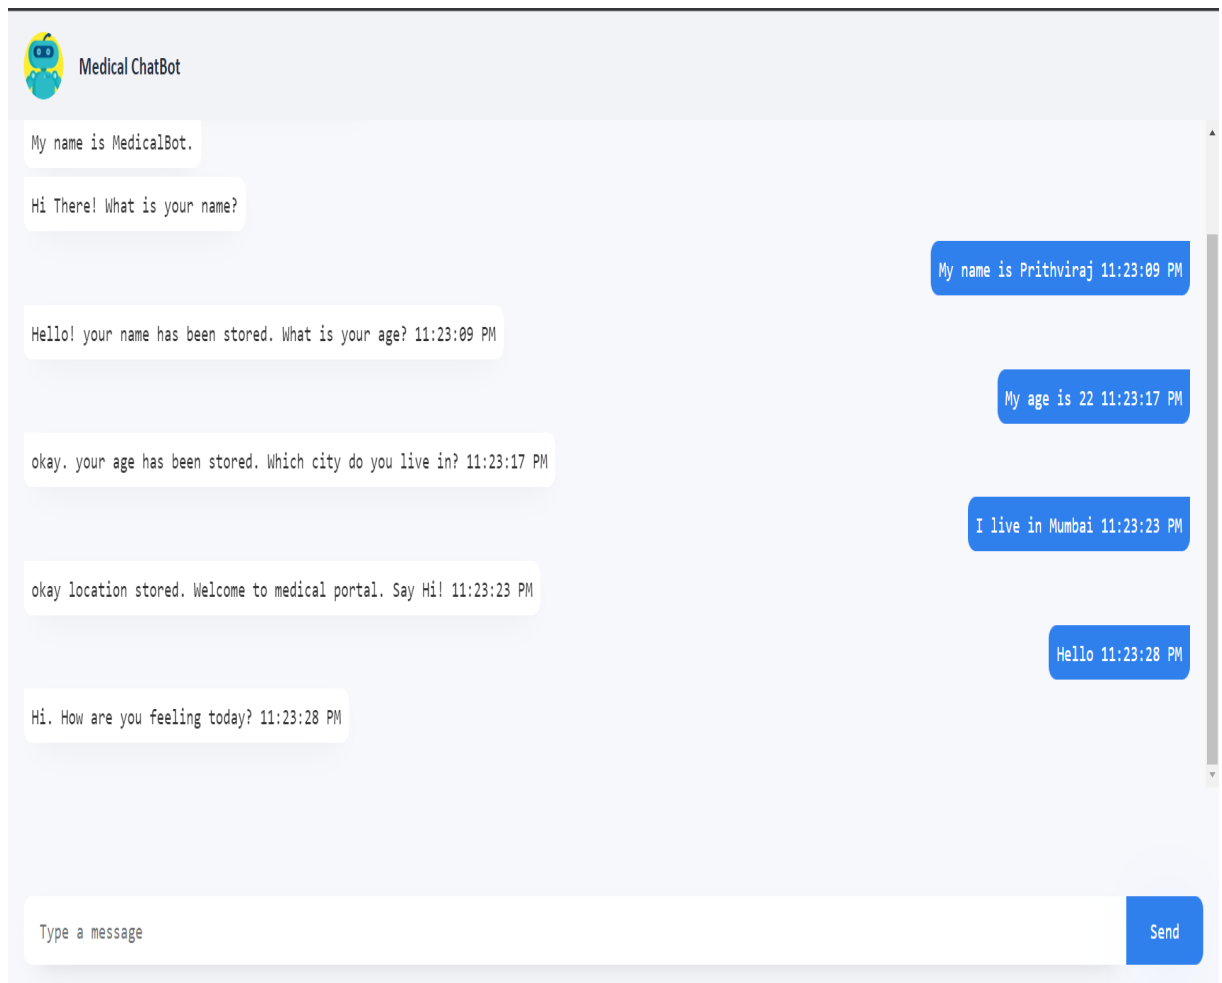 Medical ChatBot
My name is MedicalBot.
Hi There! What is your name?
My name is Prithviraj 11:23:09 PM
Hello! your name has been stored. What is your age? 11:23:09 PM
My age is 22 11:23:17 PM
okay. your age has been stored. Which city do you live in? 11:23:17 PM
I live in Mumbai 11:23:23 PM
okay location stored. Welcome to medical portal. Say Hi! 11:23:23 PM
Hello 11:23:28 PM
Hi. How are you feeling today? 11:23:28 PM
Type a message
Send